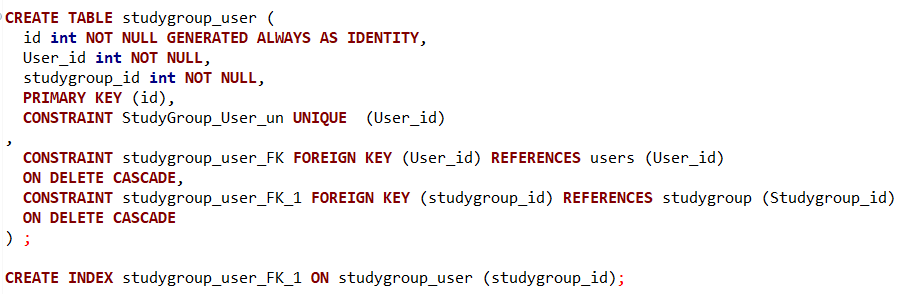 CREATE TABLE studygroup_user (
id int NOT NULL GENERATED ALWAYS AS IDENTITY,
User_id int NOT NULL,
studygroup_id int NOT NULL,
PRIMARY KEY (id),
CONSTRAINT StudyGroup_User_un UNIQUE  (User_id)
,
CONSTRAINT studygroup_user_FK FOREIGN KEY (User_id) REFERENCES users (User_id)
ON DELETE CASCADE,
CONSTRAINT studygroup_user_FK_1 FOREIGN KEY (studygroup_id) REFERENCES studygroup (Studygroup_id)
ON DELETE CASCADE
) ;
CREATE INDEX studygroup_user_FK_1 ON studygroup_user (studygroup_id);